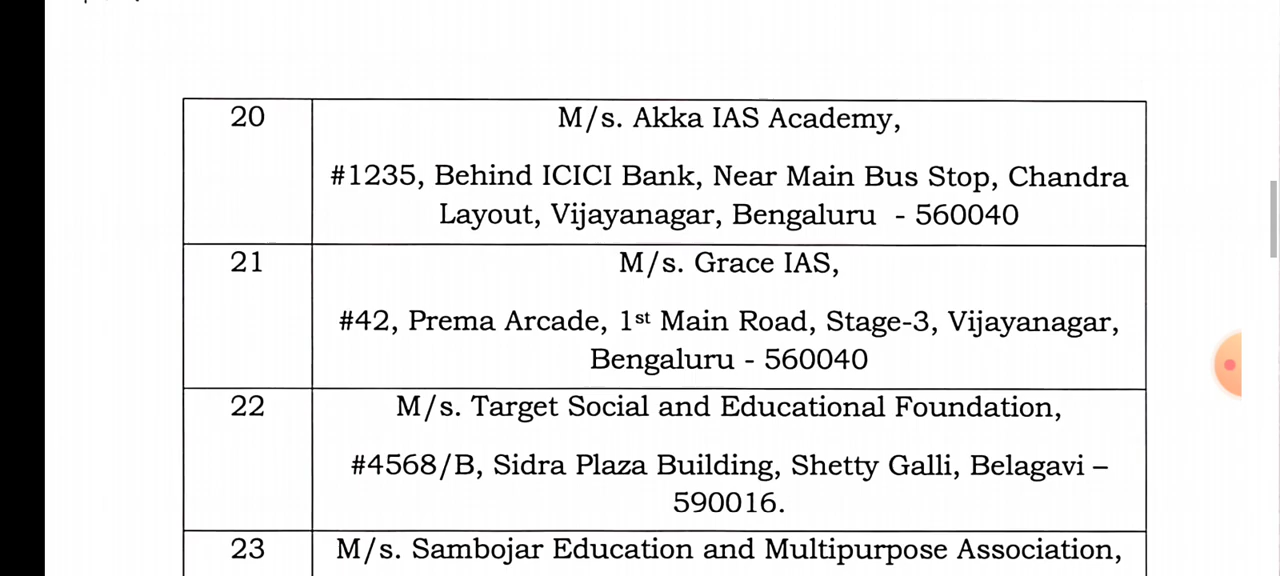 20
M/s. Akka IAS Academy,
#1235, Behind ICICI Bank, Near Main Bus Stop, Chandra
Layout, Vijayanagar, Bengaluru - 560040
21
M/s. Grace IAS,
#42, Prema Arcade, 1st Main Road, Stage-3, Vijayanagar,
Bengaluru - 560040
22
M/s. Target Social and Educational Foundation,
#4568/B, Sidra Plaza Building, Shetty Galli, Belagavi –
590016.
23
M/s. Sambojar Education and Multipurpose Association,